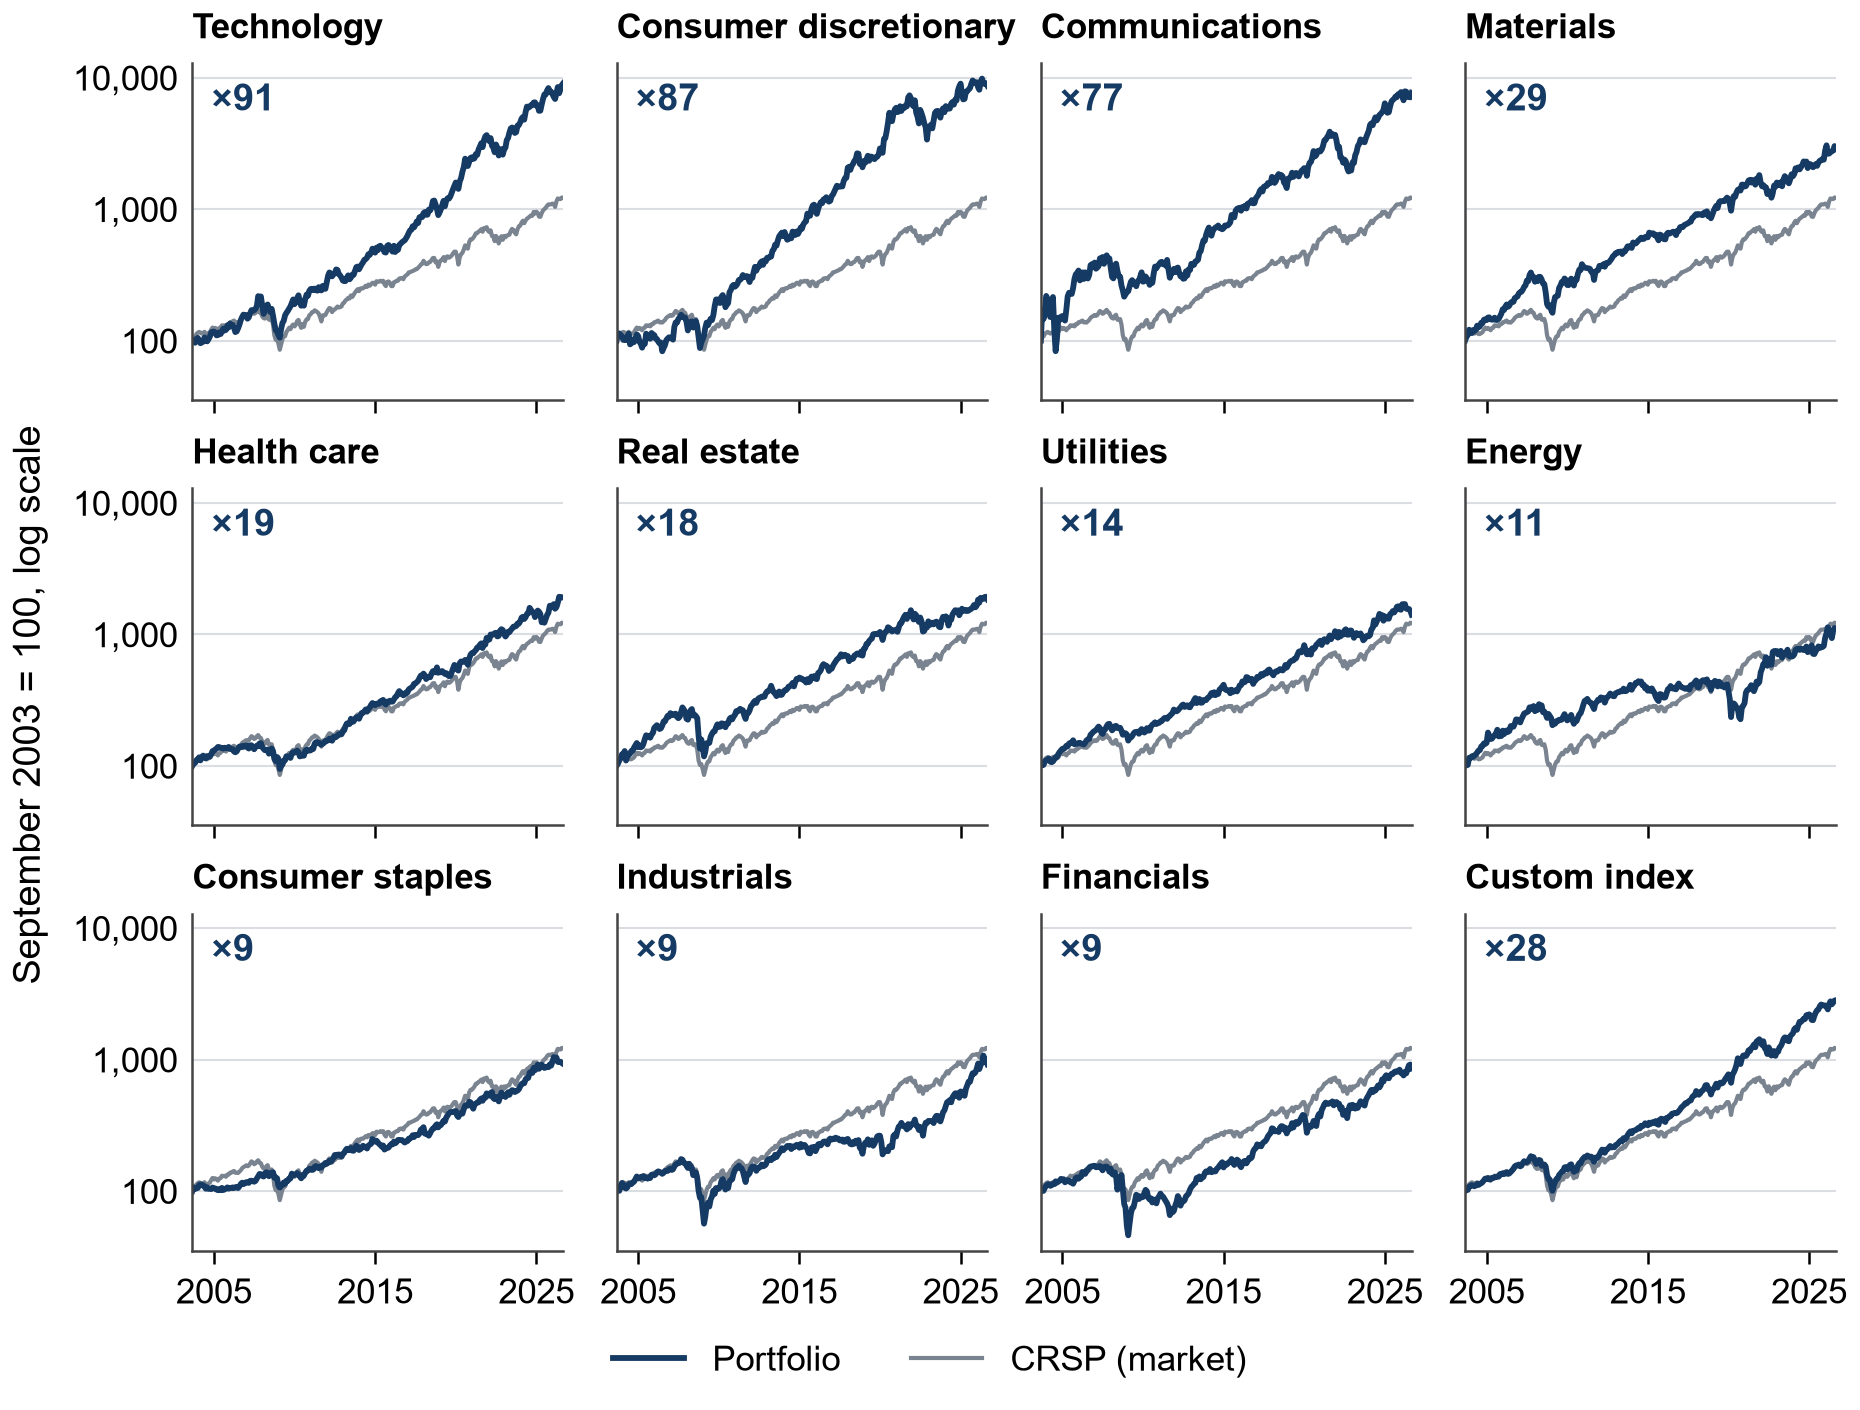 Technology
Consumer discretionary
Communications
Materials
10,000
1,000
100
×91
×87
×77
×29
Health care
Real estate
Utilities
Energy
10,000
1,000
100
×19
×18
×14
×11
September 2003 = 100, log scale
Consumer staples
Industrials
Financials
Custom index
10,000
1,000
100
×9
×9
×9
×28
2005 2015 2025
2005 2015 2025
2005 2015 2025
2005 2015 2025
Portfolio
CRSP (market)